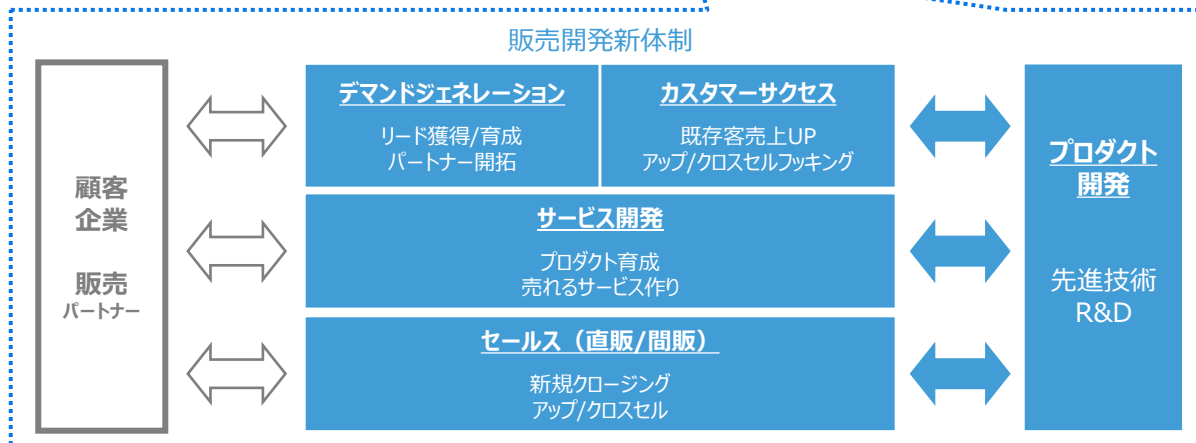 販売開発新体制
顧客
企業
販売
パートナー
デマンドジェネレーション
リード獲得/育成
パートナー開拓
カスタマーサクセス
既存客売上UP
アップ/クロスセルフッキング
サービス開発
プロダクト育成
売れるサービス作り
セールス（直販/間販）
新規クロージング
アップ/クロスセル
プロダクト
開発
先進技術
R&D